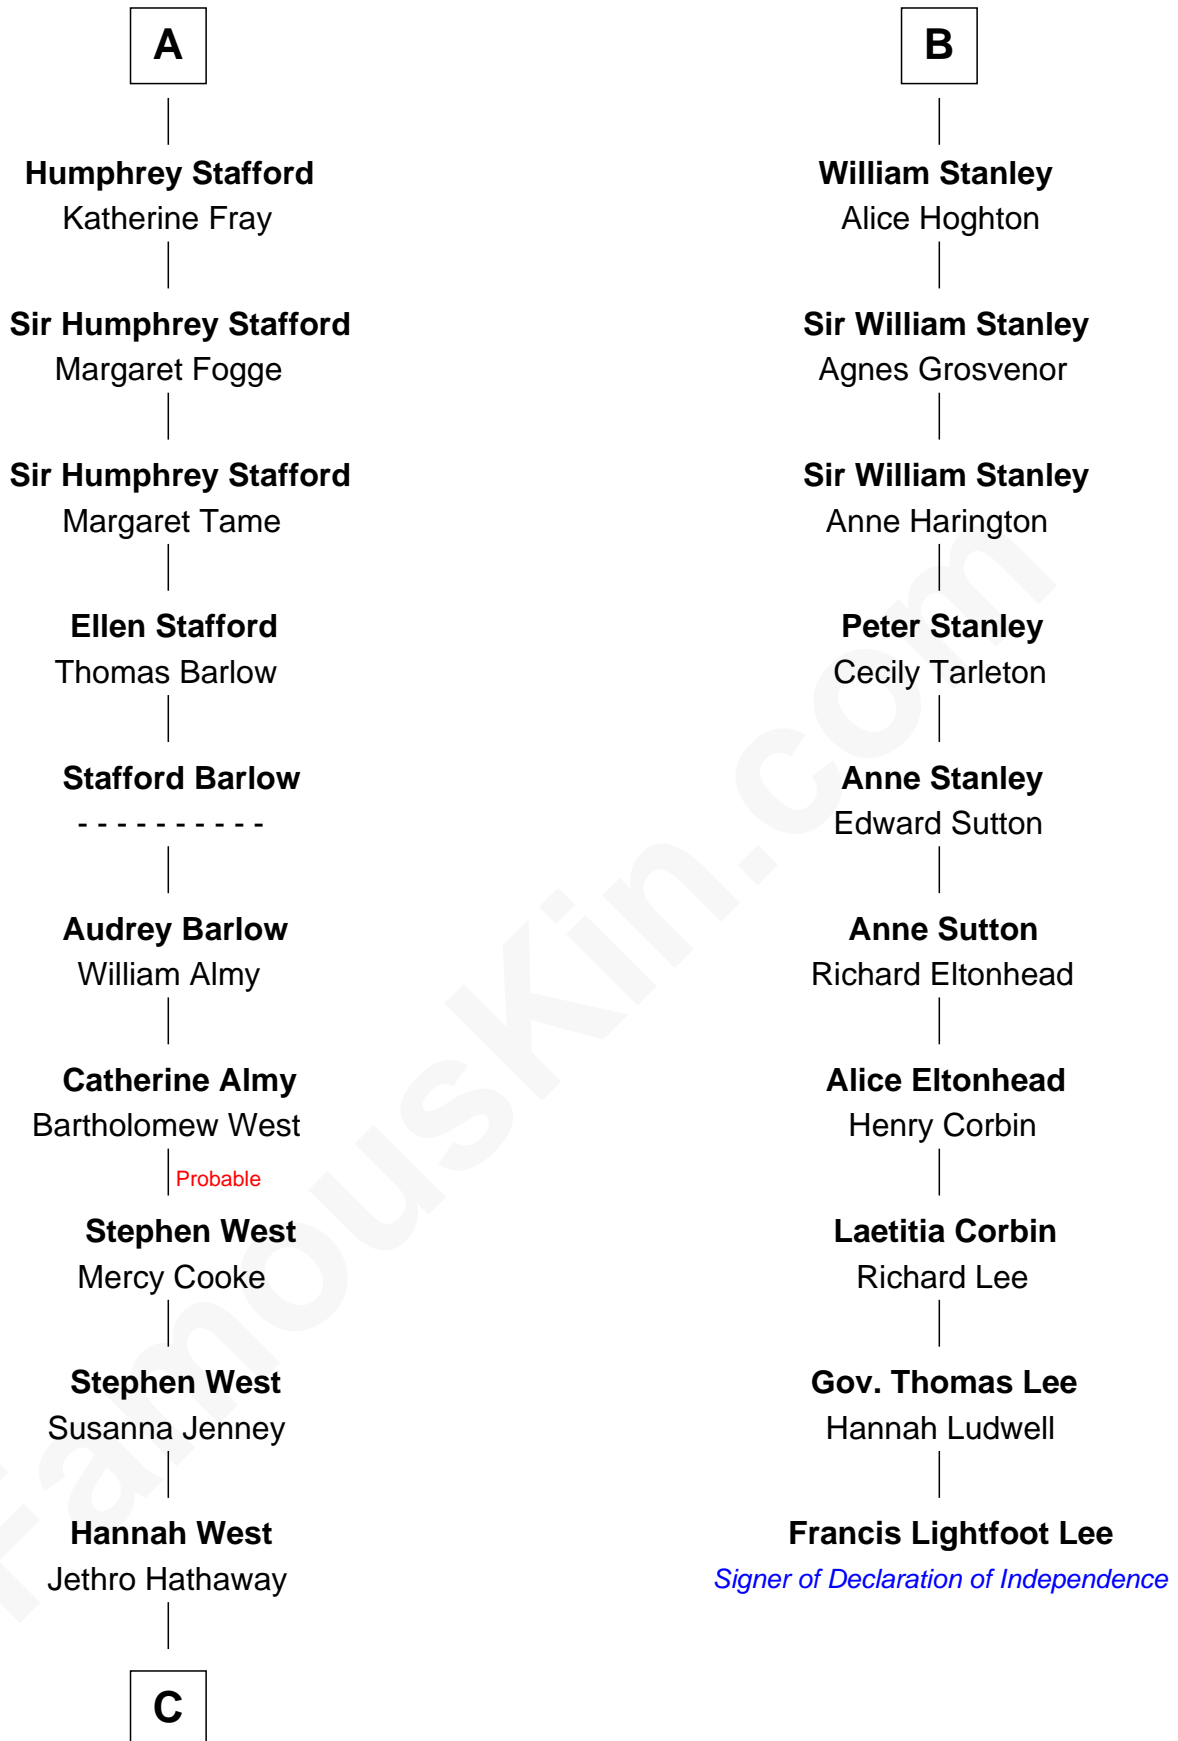 A
Humphrey Stafford
Katherine Fray
Sir Humphrey Stafford
Margaret Fogge
Sir Humphrey Stafford
Margaret Tame
Ellen Stafford
Thomas Barlow
Stafford Barlow
- - - - - - - - - -
Audrey Barlow
William Almy
Catherine Almy
Bartholomew West
Probable
Stephen West
Mercy Cooke
Stephen West
Susanna Jenney
Hannah West
Jethro Hathaway
C
B
William Stanley
Alice Hoghton
Sir William Stanley
Agnes Grosvenor
Sir William Stanley
Anne Harington
Peter Stanley
Cecily Tarleton
Anne Stanley
Edward Sutton
Anne Sutton
Richard Eltonhead
Alice Eltonhead
Henry Corbin
Laetitia Corbin
Richard Lee
Gov. Thomas Lee
Hannah Ludwell
Francis Lightfoot Lee
Signer of Declaration of Independence
FamousKin.com